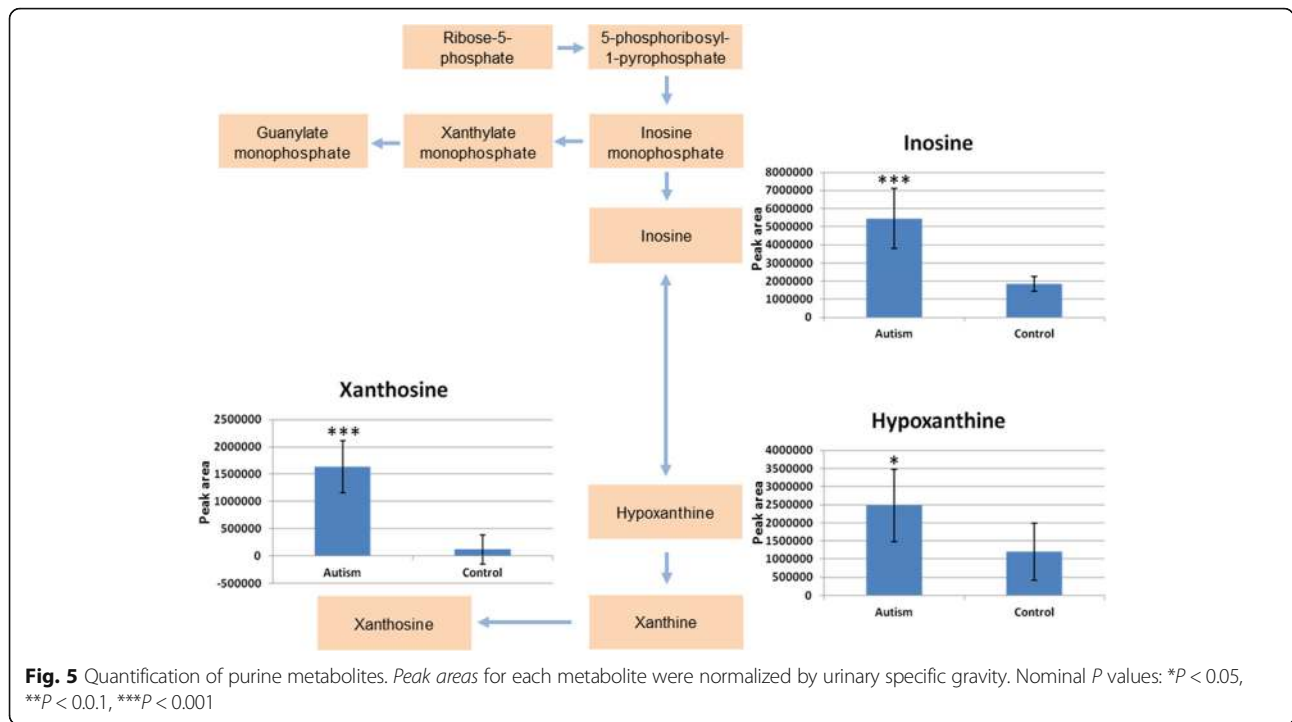 Ribose-5-
phosphate
5-phosphoribosyl-
1-pyrophosphate
Guanylate
monophosphate
Xanthylate
monophosphate
Inosine
monophosphate
Inosine
Inosine
8000000
7000000
6000000
5000000
4000000
3000000
2000000
1000000
0
Peak area
***
Autism
Control
Xanthosine
2500000
2000000
1500000
1000000
500000
0
-500000
Peak area
***
Autism
Control
Hypoxanthine
Hypoxanthine
4000000
3500000
3000000
2500000
2000000
1500000
1000000
500000
0
Peak area
*
Autism
Control
Xanthosine
Xanthine
Fig. 5 Quantification of purine metabolites. Peak areas for each metabolite were normalized by urinary specific gravity. Nominal P values: *P < 0.05,
**P < 0.0.1, ***P < 0.001